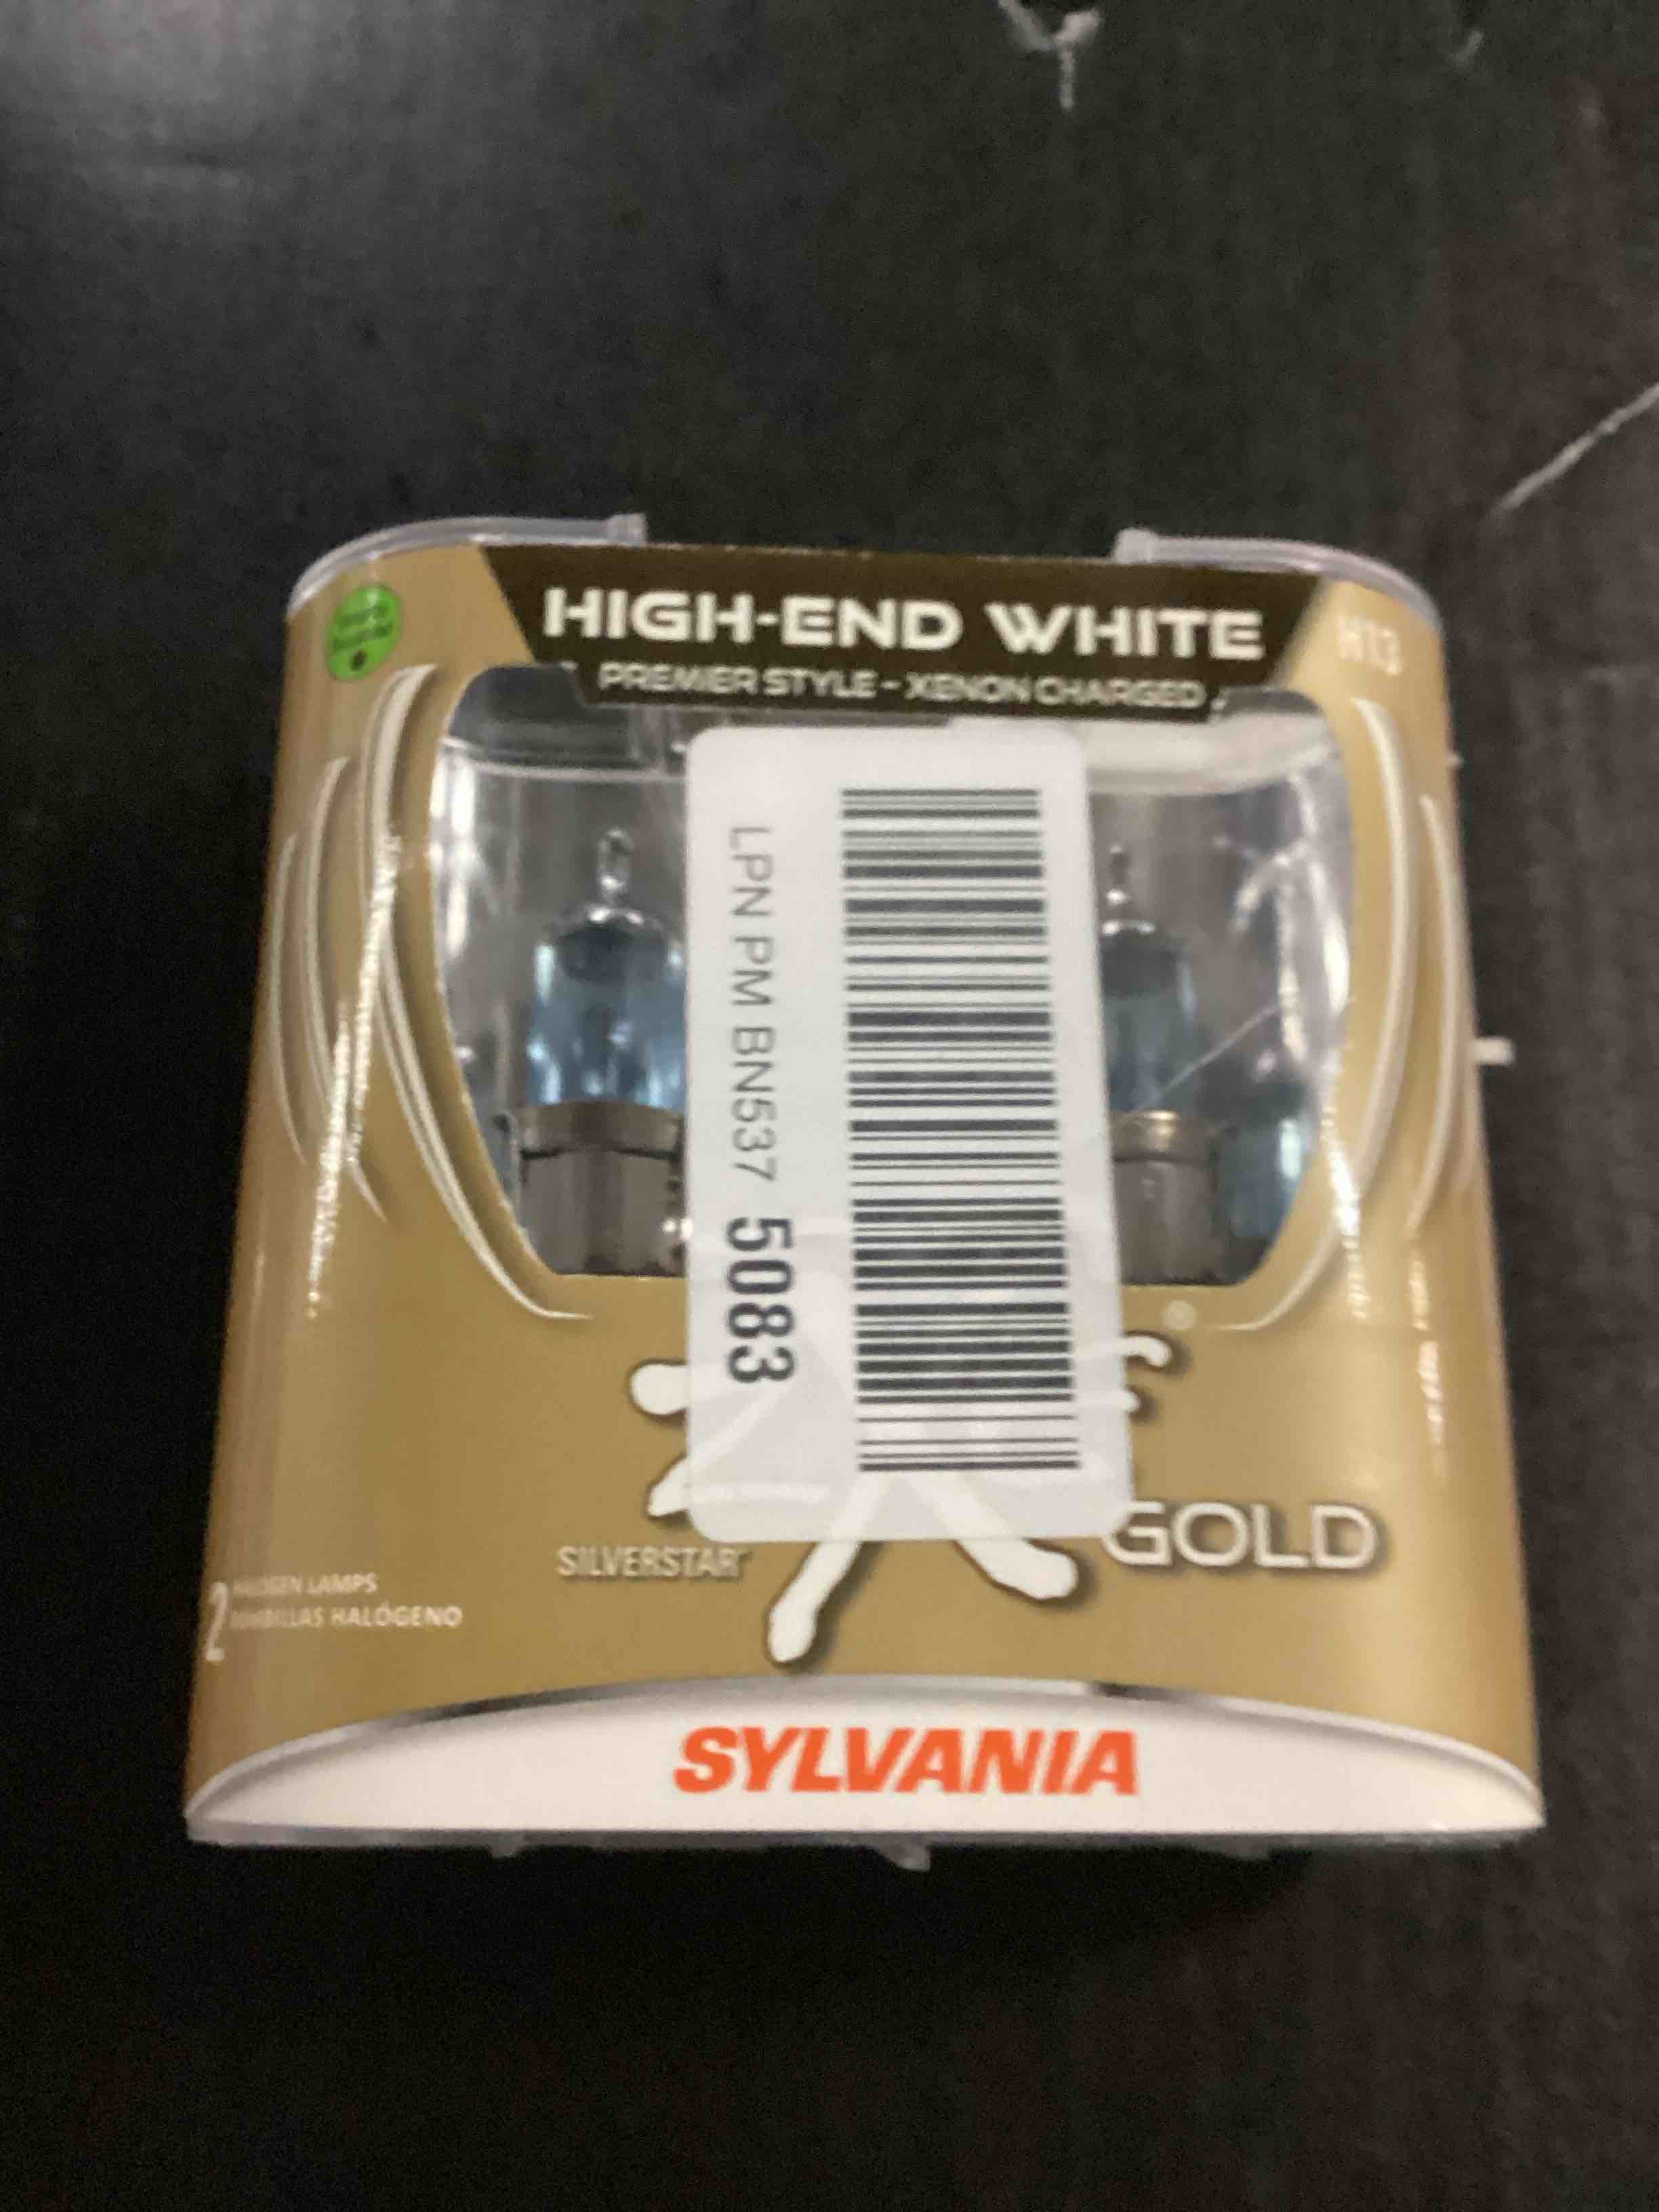 HIGH-END WHITE
PREMIER STYLE - XENON CHARGED
H13
LPN PM BN537 5083
SILVERSTAR
GOLD
2
HALOGEN LAMPS
BOMBILLAS HALÓGENO
SYLVANIA